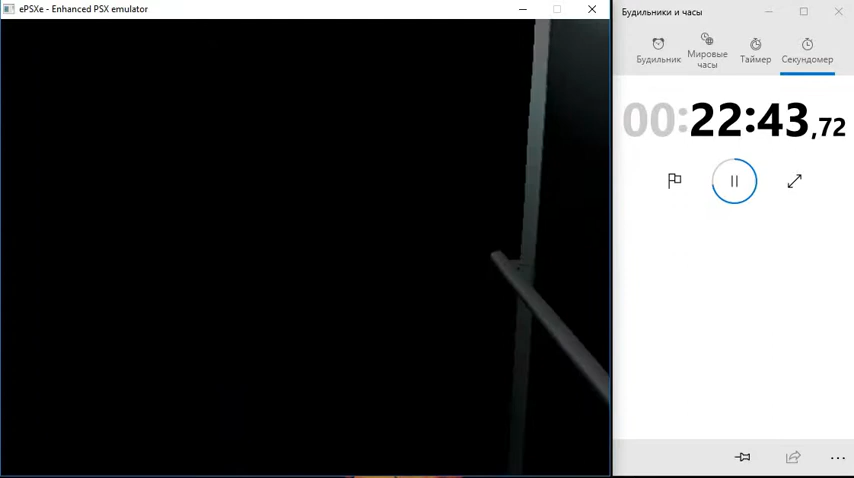 ePSXe - Enhanced PSX emulator
Будильники и часы
Будильник
Мировые
часы
Таймер
Секундомер
00:22:43,72